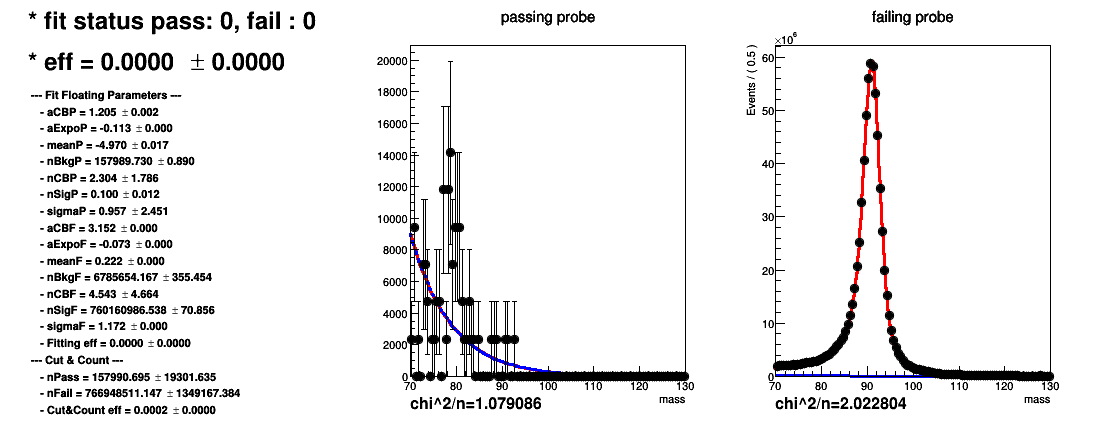 * fit status pass: 0, fail : 0
* eff = 0.0000 ± 0.0000
--- Fit Floating Parameters ---
- aCBP = 1.205 ± 0.002
- aExpoP = -0.113 ± 0.000
- meanP = -4.970 ± 0.017
- nBkgP = 157989.730 ± 0.890
- nCBP = 2.304 ± 1.786
- nSigP = 0.100 ± 0.012
- sigmaP = 0.957 ± 2.451
- aCBF = 3.152 ± 0.000
- aExpoF = -0.073 ± 0.000
- meanF = 0.222 ± 0.000
- nBkgF = 6785654.167 ± 355.454
- nCBF = 4.543 ± 4.664
- nSigF = 760160986.538 ± 70.856
- sigmaF = 1.172 ± 0.000
- Fitting eff = 0.0000 ± 0.0000
--- Cut & Count ---
- nPass = 157990.695 ± 19301.635
- nFail = 766948511.147 ± 1349167.384
- Cut&Count eff = 0.0002 ± 0.0000
passing probe
20000
18000
16000
14000
12000
10000
8000
6000
4000
2000
0
70 80 90 100 110 120 130
mass
chi^2/n=1.079086
failing probe
×10^6
Events / ( 0.5 )
60
50
40
30
20
10
0
70 80 90 100 110 120 130
mass
chi^2/n=2.022804